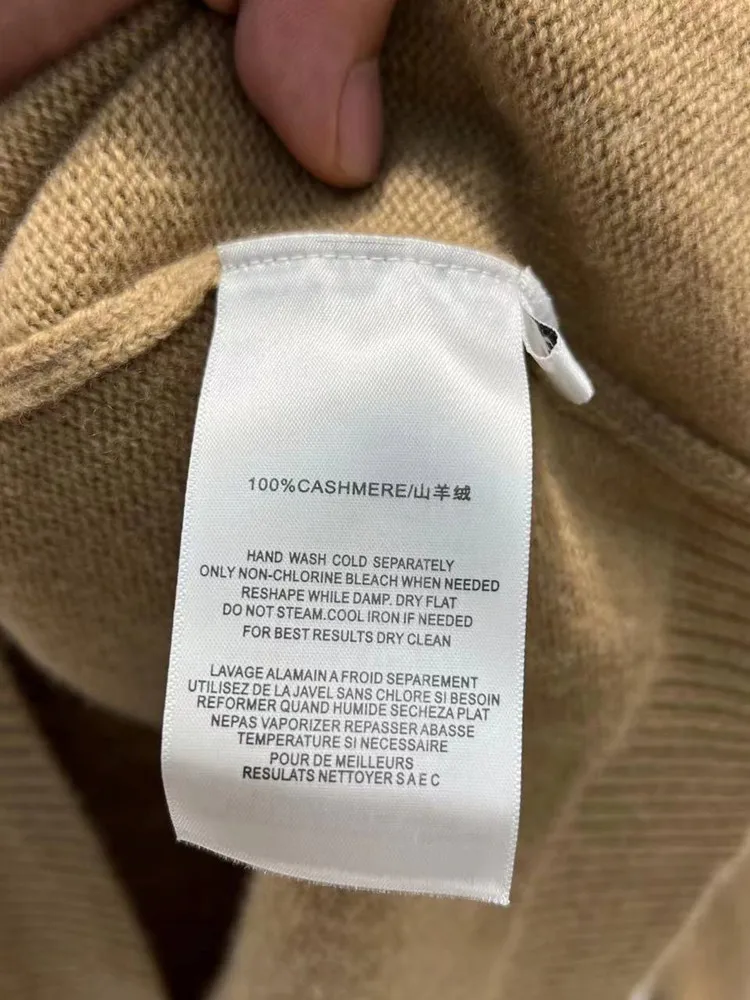 100%CASHMERE/山羊绒
HAND WASH COLD SEPARATELY
ONLY NON-CHLORINE BLEACH WHEN NEEDED
RESHAPE WHILE DAMP. DRY FLAT
DO NOT STEAM.COOL IRON IF NEEDED
FOR BEST RESULTS DRY CLEAN
LAVAGE ALAMAIN A FROID SEPAREMENT
UTILISEZ DE LA JAVEL SANS CHLORE SI BESOIN
REFORMER QUAND HUMIDE SECHEZA PLAT
NEPAS VAPORIZER REPASSER ABASSE
TEMPERATURE SI NECESSAIRE
POUR DE MEILLEURS
RESULATS NETTOYER S A E C